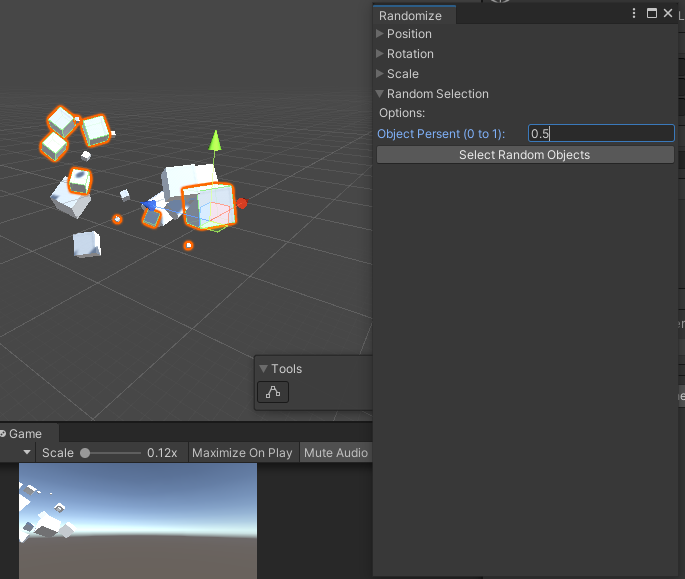 Randomize
Position
Rotation
Scale
Random Selection
Options:
Object Persent (0 to 1): 0.5
Select Random Objects
Tools
Game
Scale 0.12x Maximize On Play Mute Audio